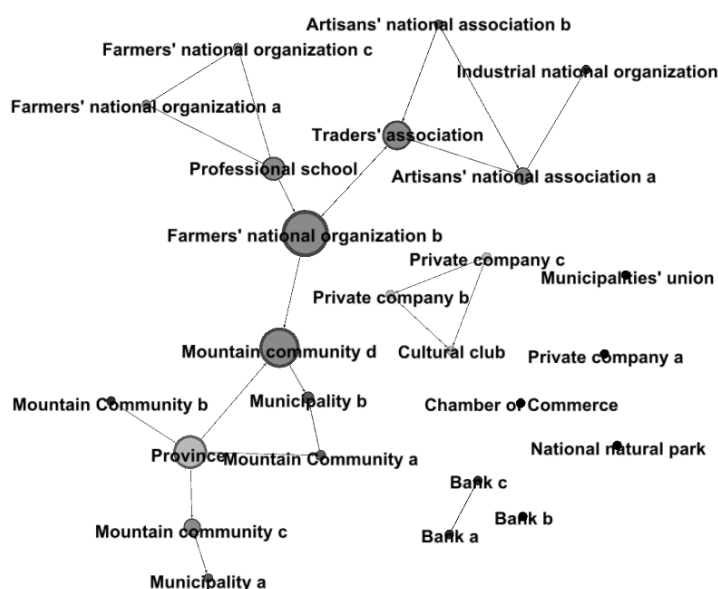 Artisans' national association b
Farmers' national organization c
Industrial national organization
Farmers' national organization a
Traders' association
Professional school
Artisans' national association a
Farmers' national organization b
Private company c
Municipalities' union
Private company b
Mountain community d
Cultural club
Private company a
Mountain Community b
Municipality b
Chamber of Commerce
Province
Mountain Community a
National natural park
Bank c
Bank b
Mountain community c
Bank a
Municipality a